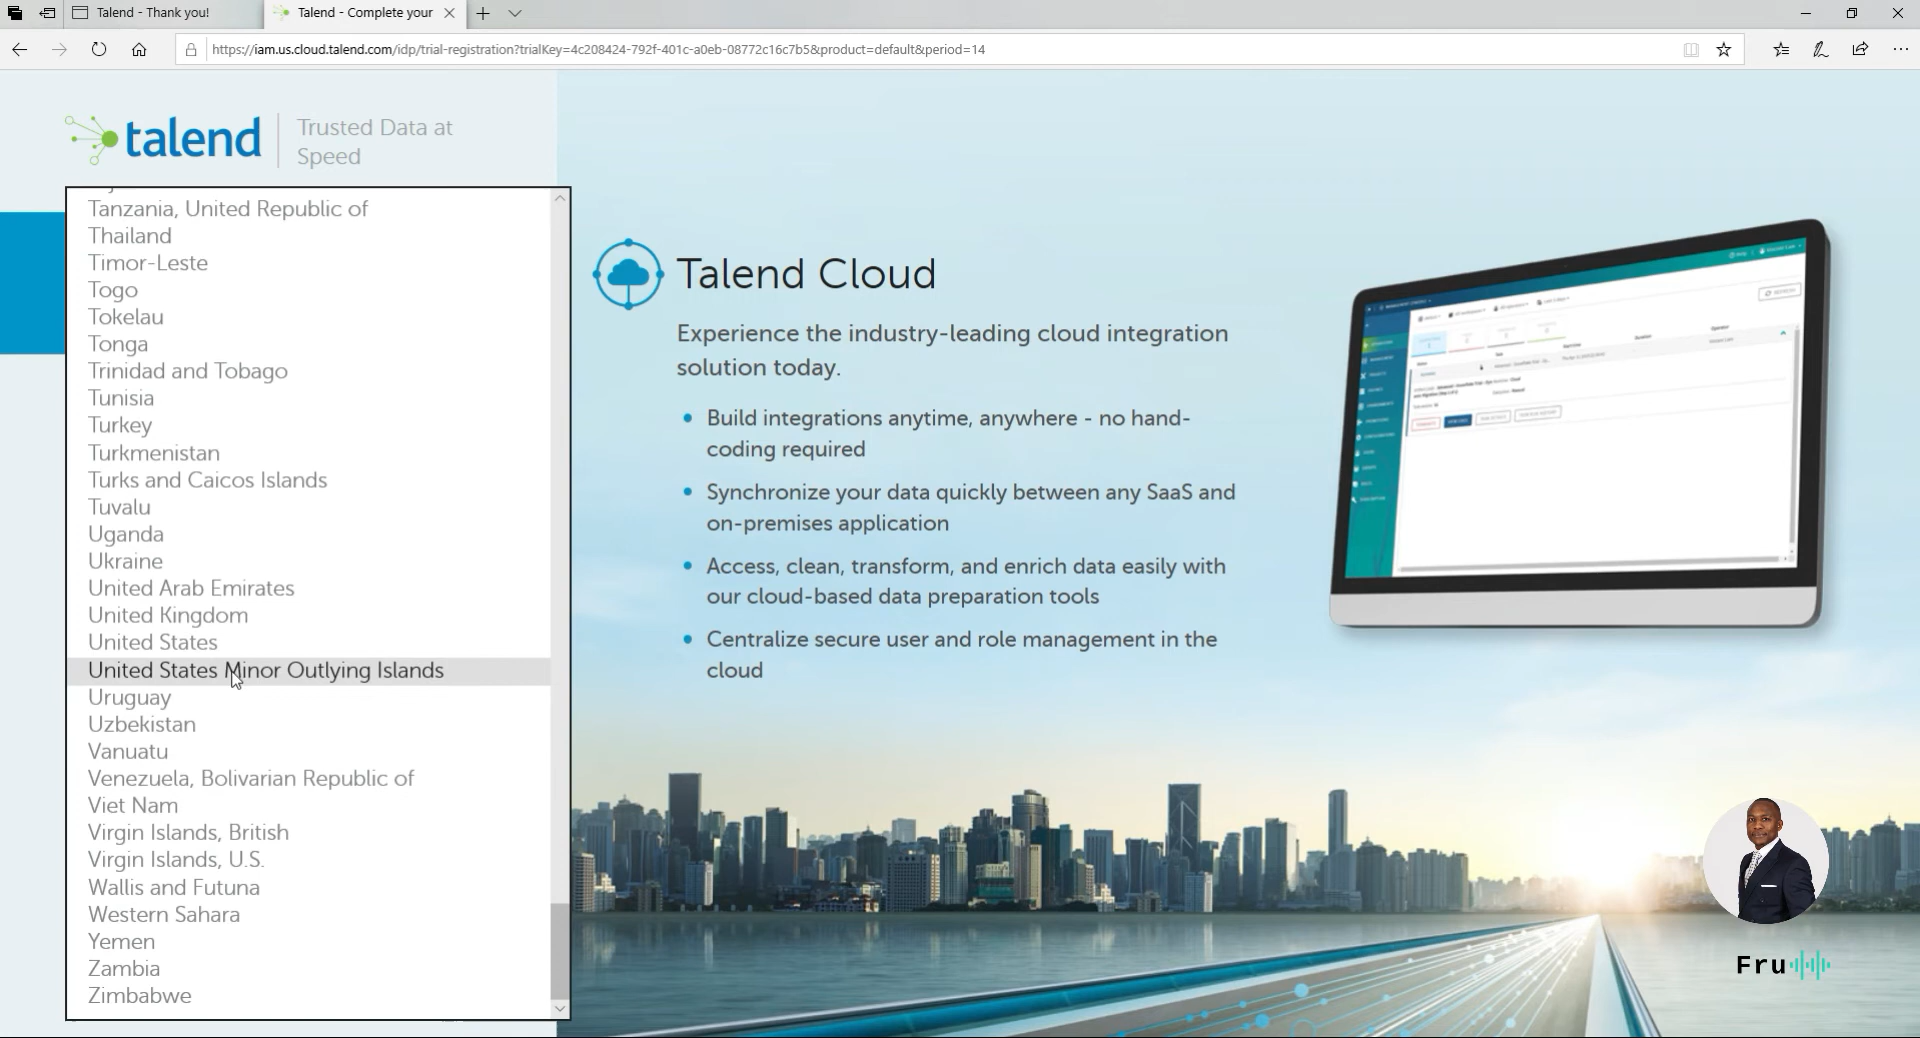 Talend - Thank you!
Talend - Complete your
https://iam.us.cloud.talend.com/idp/trial-registration?trialKey=4c208424-792f-401c-a0eb-08772c16c7b5&product=default&period=14
talend
Trusted Data at
Speed
Tanzania, United Republic of
Thailand
Timor-Leste
Togo
Tokelau
Tonga
Trinidad and Tobago
Tunisia
Turkey
Turkmenistan
Turks and Caicos Islands
Tuvalu
Uganda
Ukraine
United Arab Emirates
United Kingdom
United States
United States Minor Outlying Islands
Uruguay
Uzbekistan
Vanuatu
Venezuela, Bolivarian Republic of
Viet Nam
Virgin Islands, British
Virgin Islands, U.S.
Wallis and Futuna
Western Sahara
Yemen
Zambia
Zimbabwe
Talend Cloud
Experience the industry-leading cloud integration
solution today.
• Build integrations anytime, anywhere - no hand-
coding required
• Synchronize your data quickly between any SaaS and
on-premises application
• Access, clean, transform, and enrich data easily with
our cloud-based data preparation tools
• Centralize secure user and role management in the
cloud
Fru